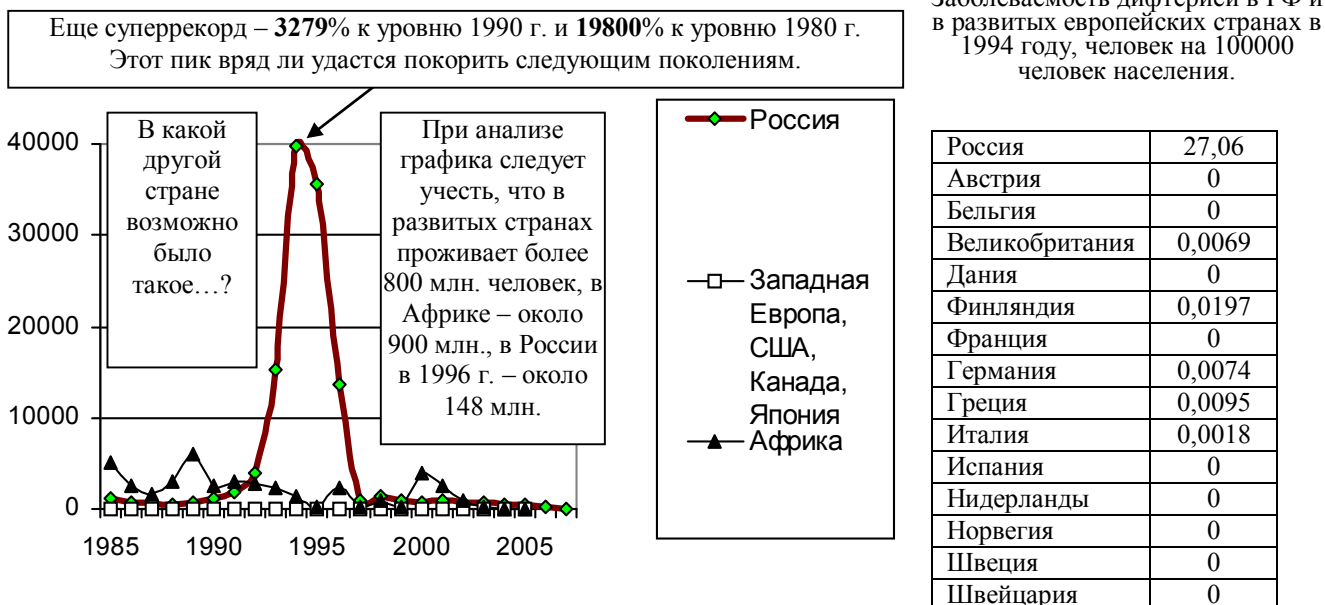 Еще суперрекорд – 3279% к уровню 1990 г. и 19800% к уровню 1980 г.
Этот пик вряд ли удастся покорить следующим поколениям.
В какой
другой
стране
возможно
было
такое…?
При анализе
графика следует
учесть, что в
развитых странах
проживает более
800 млн. человек, в
Африке – около
900 млн., в России
в 1996 г. – около
148 млн.
40000
30000
20000
10000
0
1985 1990 1995 2000 2005
Россия
Западная
Европа,
США,
Канада,
Япония
Африка
Заболеваемость дифтерией в РФ и
в развитых европейских странах в
1994 году, человек на 100000
человек населения.
Россия 27,06
Австрия 0
Бельгия 0
Великобритания 0,0069
Дания 0
Финляндия 0,0197
Франция 0
Германия 0,0074
Греция 0,0095
Италия 0,0018
Испания 0
Нидерланды 0
Норвегия 0
Швеция 0
Швейцария 0